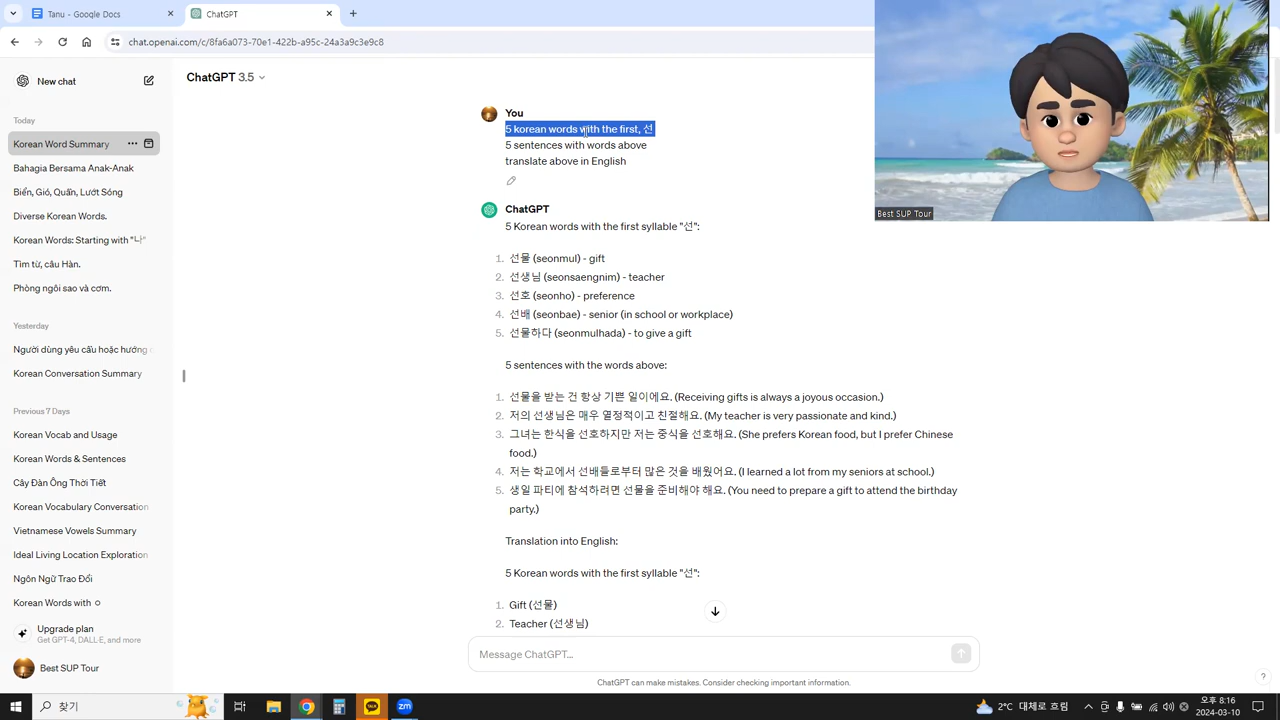 Tanu - Google Docs
ChatGPT
chat.openai.com/c/8fa6a073-70e1-422b-a95c-24a3a9c3e9c8
New chat
Today
Korean Word Summary
Bahagia Bersama Anak-Anak
Biển, Gió, Quấn, Lướt Sóng
Diverse Korean Words.
Korean Words: Starting with "나"
Tìm từ, câu Hàn.
Phòng ngôi sao và cơm.
Yesterday
Người dùng yêu cầu hoặc hướng
Korean Conversation Summary
Previous 7 Days
Korean Vocab and Usage
Korean Words & Sentences
Cây Đàn Ông Thời Tiết
Korean Vocabulary Conversation
Vietnamese Vowels Summary
Ideal Living Location Exploration
Ngôn Ngữ Trao Đổi
Korean Words with ㅇ
Upgrade plan
Get GPT-4, DALL·E, and more
Best SUP Tour
ChatGPT 3.5
You
5 korean words with the first, 선
5 sentences with words above
translate above in English
ChatGPT
5 Korean words with the first syllable "선":
1. 선물 (seonmul) - gift
2. 선생님 (seonsaengnim) - teacher
3. 선호 (seonho) - preference
4. 선배 (seonbae) - senior (in school or workplace)
5. 선물하다 (seonmulhada) - to give a gift
5 sentences with the words above:
1. 선물을 받는 건 항상 기쁜 일이에요. (Receiving gifts is always a joyous occasion.)
2. 저의 선생님은 매우 열정적이고 친절해요. (My teacher is very passionate and kind.)
3. 그녀는 한식을 선호하지만 저는 중식을 선호해요. (She prefers Korean food, but I prefer Chinese
food.)
4. 저는 학교에서 선배들로부터 많은 것을 배웠어요. (I learned a lot from my seniors at school.)
5. 생일 파티에 참석하려면 선물을 준비해야 해요. (You need to prepare a gift to attend the birthday
party.)
Translation into English:
5 Korean words with the first syllable "선":
1. Gift (선물)
2. Teacher (선생님)
Message ChatGPT...
ChatGPT can make mistakes. Consider checking important information.
?
Best SUP Tour
찾기
TALK
zm
2°C 대체로 흐림
오후 8:16
2024-03-10